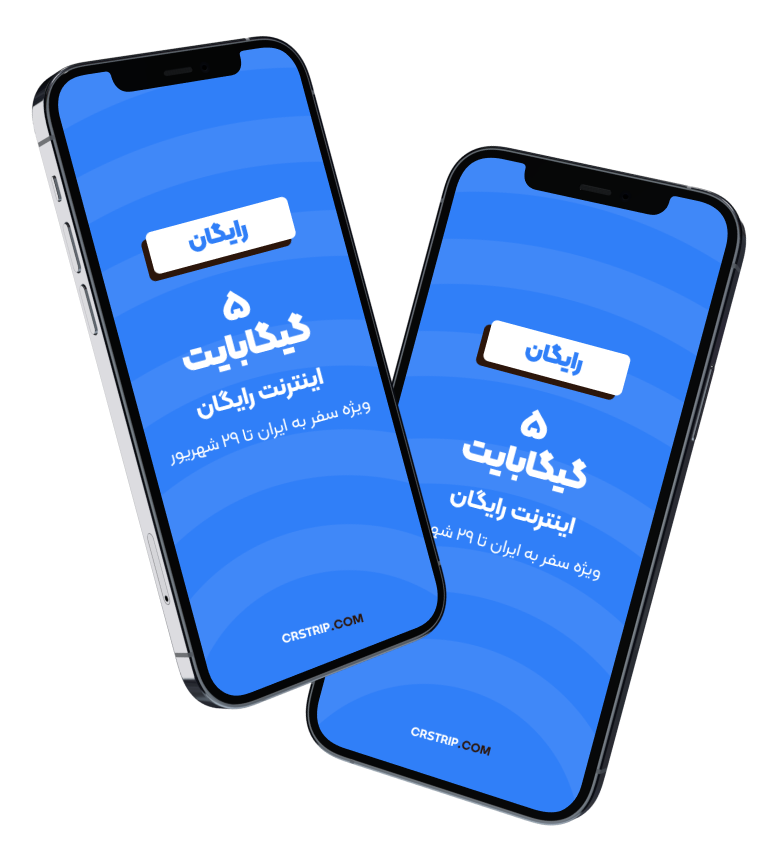 رایگان
۵
گیگابایت
اینترنت رایگان
ویژه سفر به ایران تا ۲۹ شهریور
CRSTRIP.COM
رایگان
۵
گیگابایت
اینترنت رایگان
ویژه سفر به ایران تا ۲۹ شهر
CRSTRIP.COM